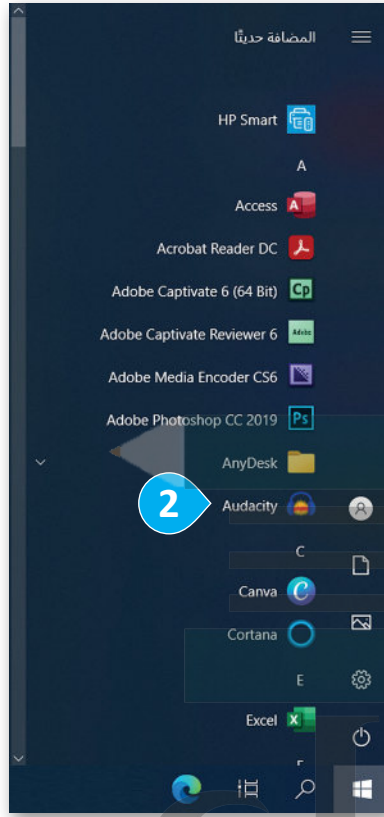 المضافة حديثًا
HP Smart
A
Access
Acrobat Reader DC
Adobe Captivate 6 (64 Bit)
Adobe Captivate Reviewer 6
Adobe Media Encoder CS6
Adobe Photoshop CC 2019
AnyDesk
2 Audacity
C
Canva
Cortana
E
Excel